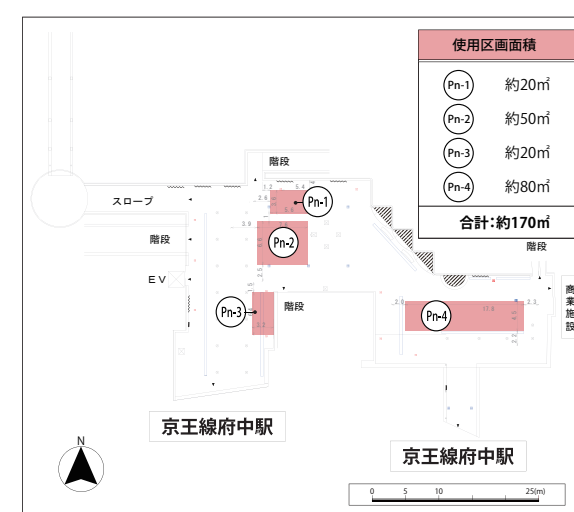 使用区画面積
Pn-1 約20㎡
Pn-2 約50㎡
Pn-3 約20㎡
Pn-4 約80㎡
合計：約170㎡
階段
スロープ
Pn-1
階段
Pn-2
階段
EV
商業施設
Pn-3
階段
Pn-4
京王線府中駅
京王線府中駅
N
0 5 10 25(m)